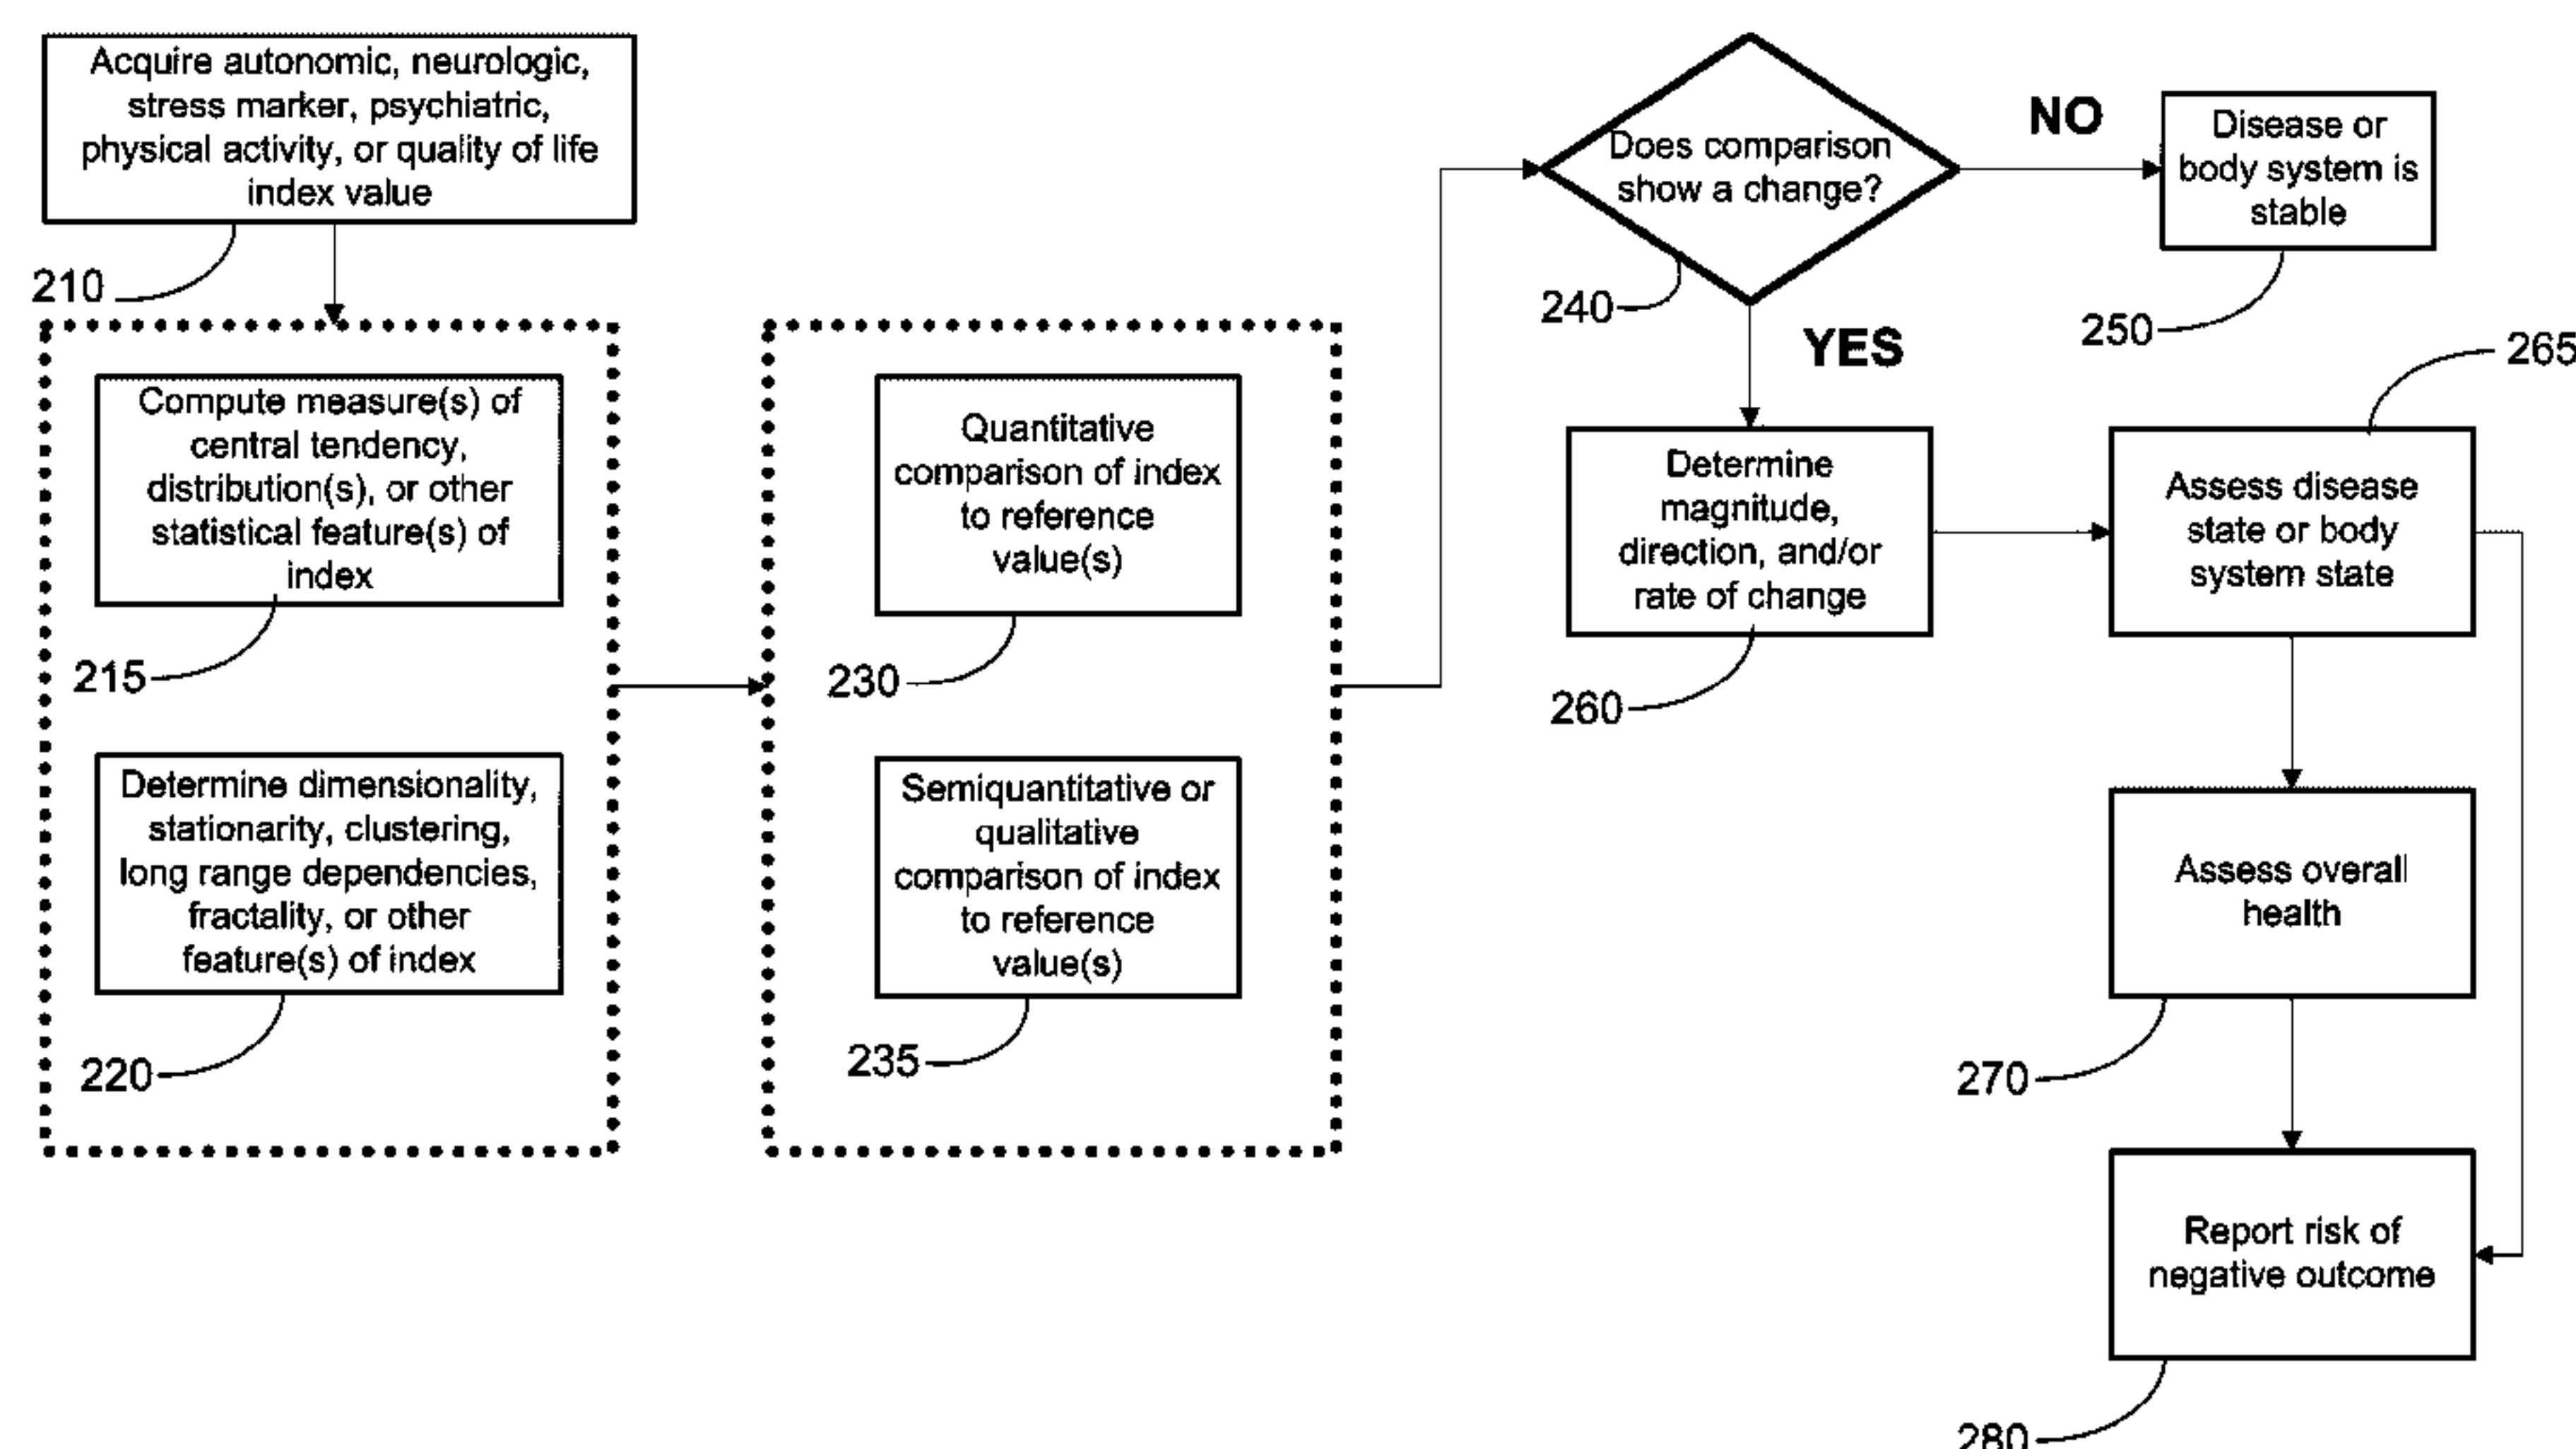 Acquire autonomic, neurologic,
stress marker, psychiatric,
physical activity, or quality of life
index value
210
Compute measure(s) of
central tendency,
distribution(s), or other
statistical feature(s) of
index
215
Determine dimensionality,
stationarity, clustering,
long range dependencies,
fractality, or other
feature(s) of index
220
Quantitative
comparison of index
to reference
value(s)
230
Semiquantitative or
qualitative
comparison of index
to reference
value(s)
235
Does comparison
show a change?
240
NO
Disease or
body system is
stable
250
YES
Determine
magnitude,
direction, and/or
rate of change
260
265
Assess disease
state or body
system state
Assess overall
health
270
Report risk of
negative outcome
280